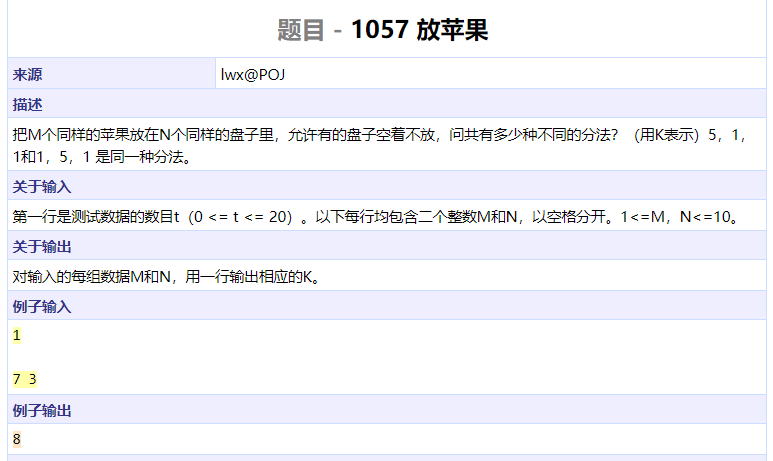 题目 - 1057 放苹果
来源 lwx@POJ
描述
把M个同样的苹果放在N个同样的盘子里，允许有的盘子空着不放，问共有多少种不同的分法？（用K表示）5，1，
1和1，5，1 是同一种分法。
关于输入
第一行是测试数据的数目t（0 <= t <= 20）。以下每行均包含二个整数M和N，以空格分开。1<=M，N<=10。
关于输出
对输入的每组数据M和N，用一行输出相应的K。
例子输入
1
7 3
例子输出
8